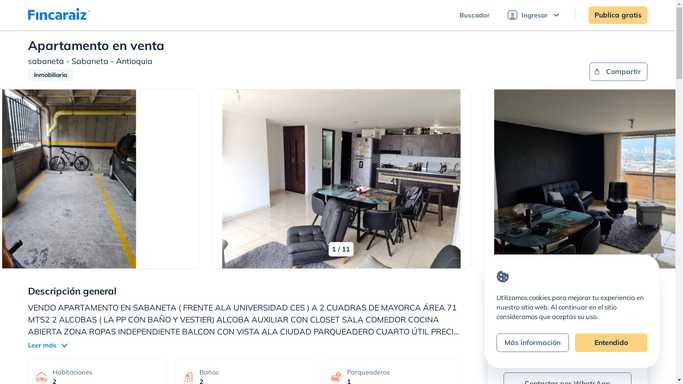 Fincaraiz
Buscador
Ingresar
Publica gratis
Apartamento en venta
sabaneta - Sabaneta - Antioquia
Inmobiliaria
Compartir
1 / 11
Descripción general
VENDO APARTAMENTO EN SABANETA ( FRENTE ALA UNIVERSIDAD CES ) A 2 CUADRAS DE MAYORCA ÁREA 71
MTS2 2 ALCOBAS ( LA PP CON BAÑO Y VESTIER) ALCOBA AUXILIAR CON CLOSET SALA COMEDOR COCINA
ABIERTA ZONA ROPAS INDEPENDIENTE BALCON CON VISTA ALA CIUDAD PARQUEADERO CUARTO ÚTIL PRECI...
Leer más
Habitaciones
2
Baños
2
Parqueaderos
1
Utilizamos cookies para mejorar tu experiencia en
nuestro sitio web. Al continuar en el sitio
consideramos que aceptas su uso.
Más información
Entendido
Contactar por WhatsApp